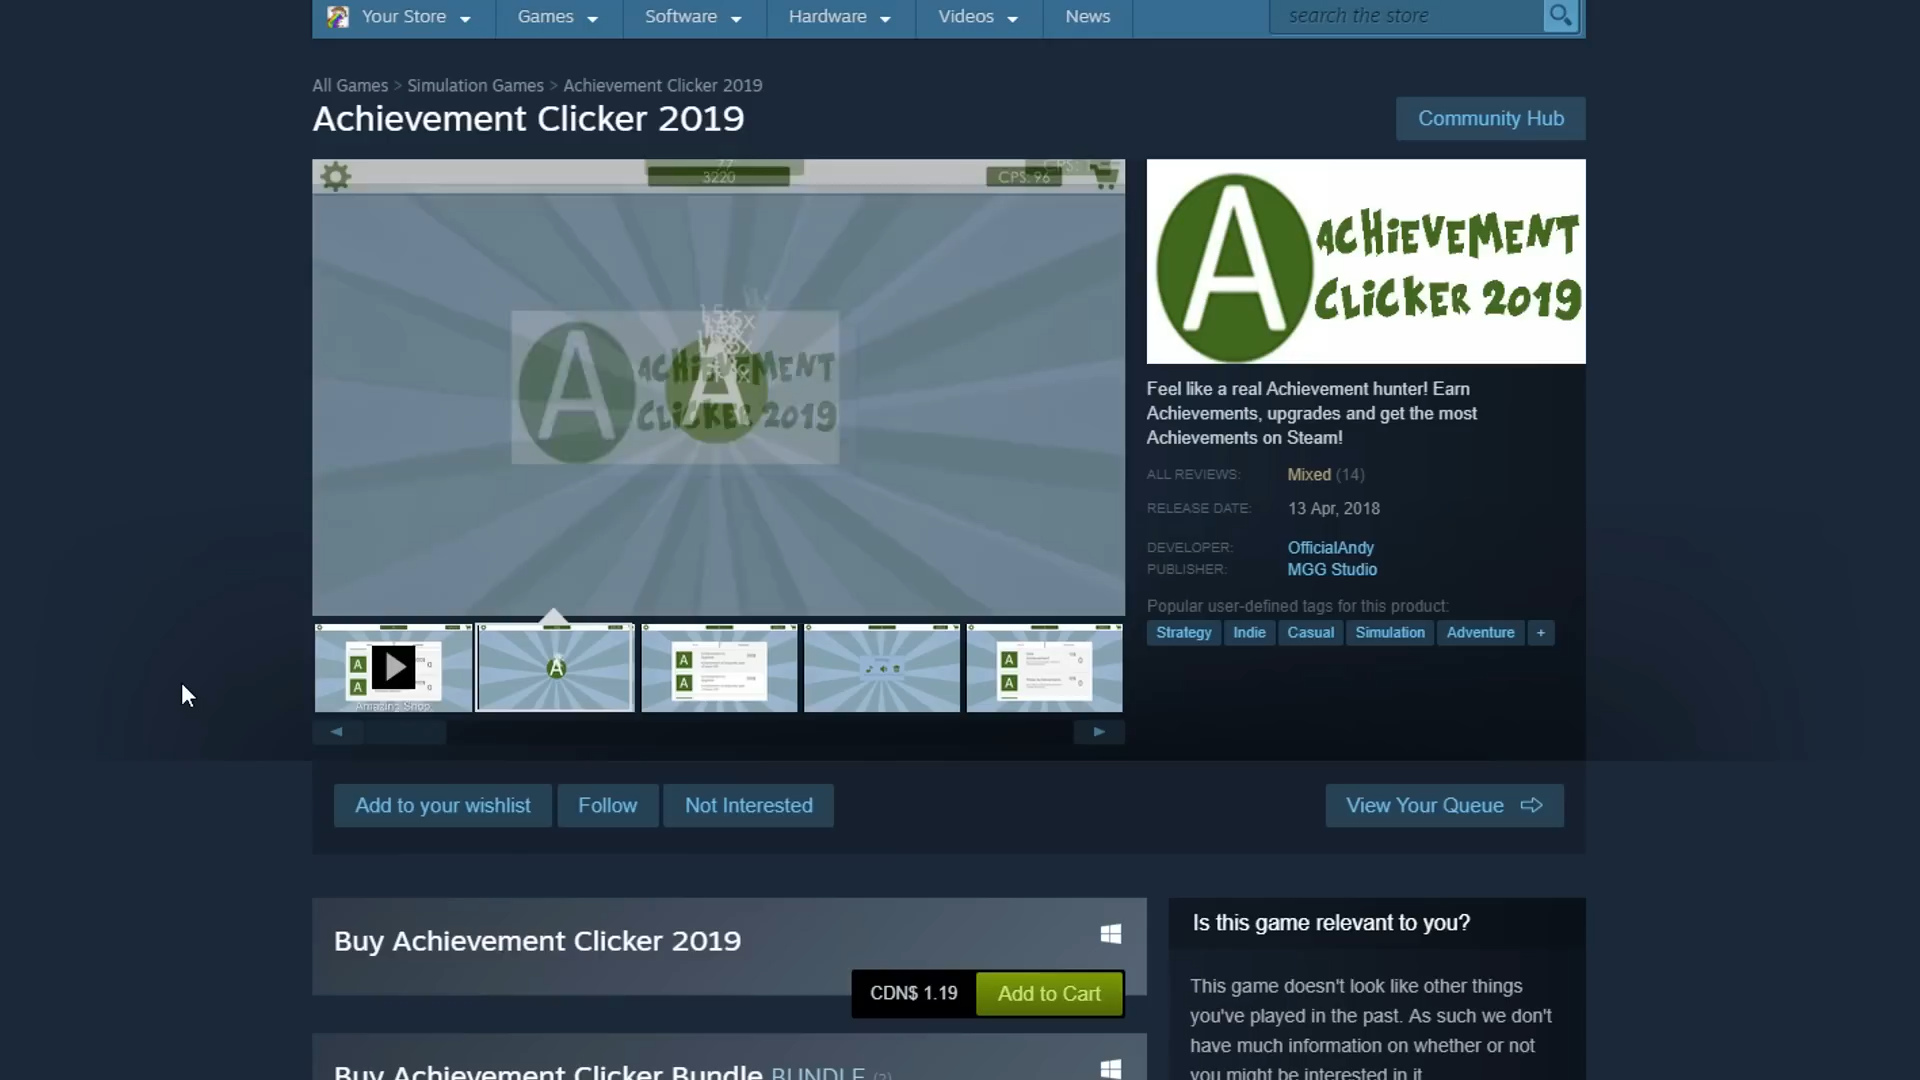 Your Store
Games
Software
Hardware
Videos
News
search the store
All Games > Simulation Games > Achievement Clicker 2019
Achievement Clicker 2019
Community Hub
3220
CPS: 96
A ACHIEVEMENT
CLICKER 2019
A
A ACHIEVEMENT
CLICKER 2019
Feel like a real Achievement hunter! Earn
Achievements, upgrades and get the most
Achievements on Steam!
ALL REVIEWS: Mixed (14)
RELEASE DATE: 13 Apr, 2018
DEVELOPER: OfficialAndy
PUBLISHER: MGG Studio
Popular user-defined tags for this product:
Strategy Indie Casual Simulation Adventure +
Amazing Shop
Add to your wishlist
Follow
Not Interested
View Your Queue
Buy Achievement Clicker 2019
CDN$ 1.19
Add to Cart
Is this game relevant to you?
This game doesn't look like other things
you've played in the past. As such we don't
have much information on whether or not
you might be interested in it
Buy Achievement Clicker Bundle BUNDLE (?)